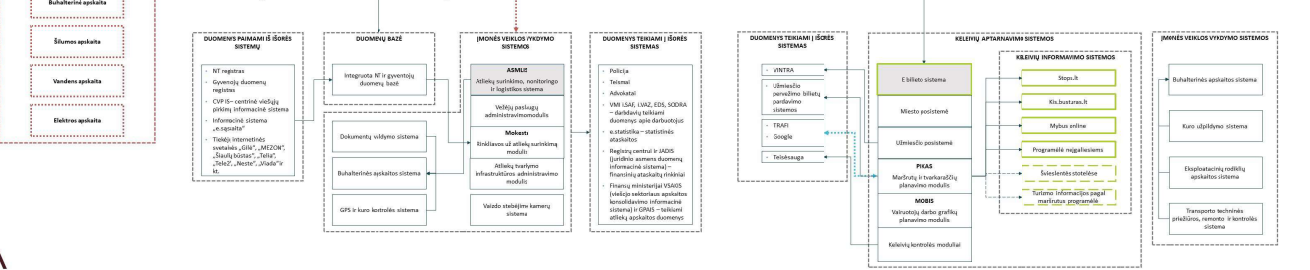 Buhalterinė apskaita
Šilumos apskaita
Vandens apskaita
Elektros apskaita
DUOMENYS PAIMAMI IŠ IŠORĖS
SISTEMŲ
NT registras
Gyventojų duomenų
registras
CVP IS– centrinė viešųjų
pirkimų informacinė sistema
Informacinė sistema
„e.sąsaita"
Tiekėjų internetinės
svetainės „Gilė", „MEZON",
„Šiaulių būstas", „Telia",
„Tele2", „Neste", „Viada" ir
kt.
DUOMENŲ BAZĖ
Integruota NT ir gyventojų
duomenų bazė
Dokumentų valdymo sistema
Buhalterinės apskaitos sistema
GPS ir kuro kontrolės sistema
ĮMONĖS VEIKLOS VYKDYMO
SISTEMOS
ASMLIE
Atliekų surinkimo, monitoringo
ir logistikos sistema
Vežėjų paslaugų
administravimo modulis
Mokesti
Rinkliavos už atliekų surinkimą
modulis
Atliekų tvarkymo
infrastruktūros administravimo
modulis
Vaizdo stebėjimo kamerų
sistema
DUOMENYS TEIKIAMI Į IŠORĖS
SISTEMAS
Policija
Teismai
Advokatai
VMI i.SAF, i.VAZ, EDS, SODRA
– darbdavių teikiami
duomenys apie darbuotojus
e.statistika – statistinės
ataskaitos
Registrų centrui ir JADIS
(juridinio asmens duomenų
informacinė sistema) –
finansinių ataskaitų rinkiniai
Finansų ministerijai VSAKIS
(viešojo sektoriaus apskaitos
konsolidavimo informacinė
sistema) ir GPAIS – teikiami
atliekų apskaitos duomenys
DUOMENYS TEIKIAMI Į IŠORĖS
SISTEMAS
VINTRA
Užmiesčio
pervežimo bilietų
pardavimo
sistemos
TRAFI
Google
Teisėsauga
KELEIVIŲ APTARNAVIMO SISTEMOS
E bilieto sistema
Miesto posistemė
Užmiesčio posistemė
PIKAS
Maršrutų ir tvarkaraščių
planavimo modulis
MOBIS
Vairuotojų darbo grafikų
planavimo modulis
Keleivių kontrolės moduliai
KELEIVIŲ INFORMAVIMO SISTEMOS
Stops.lt
Kis.busturas.lt
Mybus online
Programėlė neįgaliesiems
Švieslentės stotelėse
Turizmo informacijos pagal
maršrutus programėlė
ĮMONĖS VEIKLOS VYKDYMO SISTEMOS
Buhalterinės apskaitos sistema
Kuro užpildymo sistema
Eksploatacinių rodiklių
apskaitos sistema
Transporto techninės
priežiūros, remonto ir kontrolės
sistema